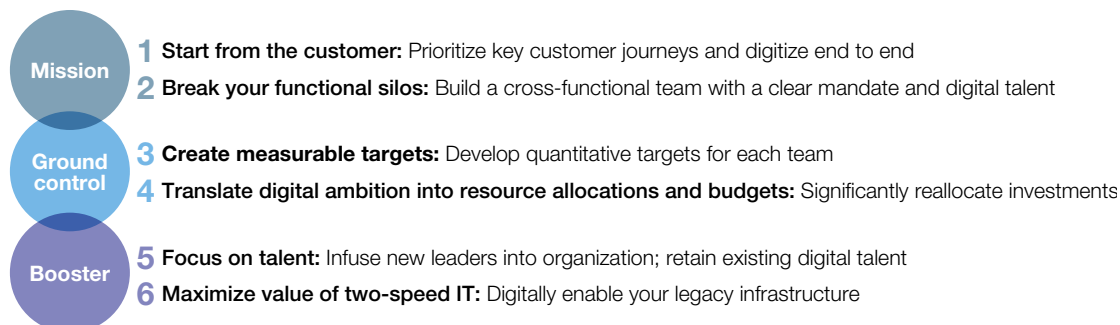 Mission
1 Start from the customer: Prioritize key customer journeys and digitize end to end
2 Break your functional silos: Build a cross-functional team with a clear mandate and digital talent
Ground
control
3 Create measurable targets: Develop quantitative targets for each team
4 Translate digital ambition into resource allocations and budgets: Significantly reallocate investments
Booster
5 Focus on talent: Infuse new leaders into organization; retain existing digital talent
6 Maximize value of two-speed IT: Digitally enable your legacy infrastructure